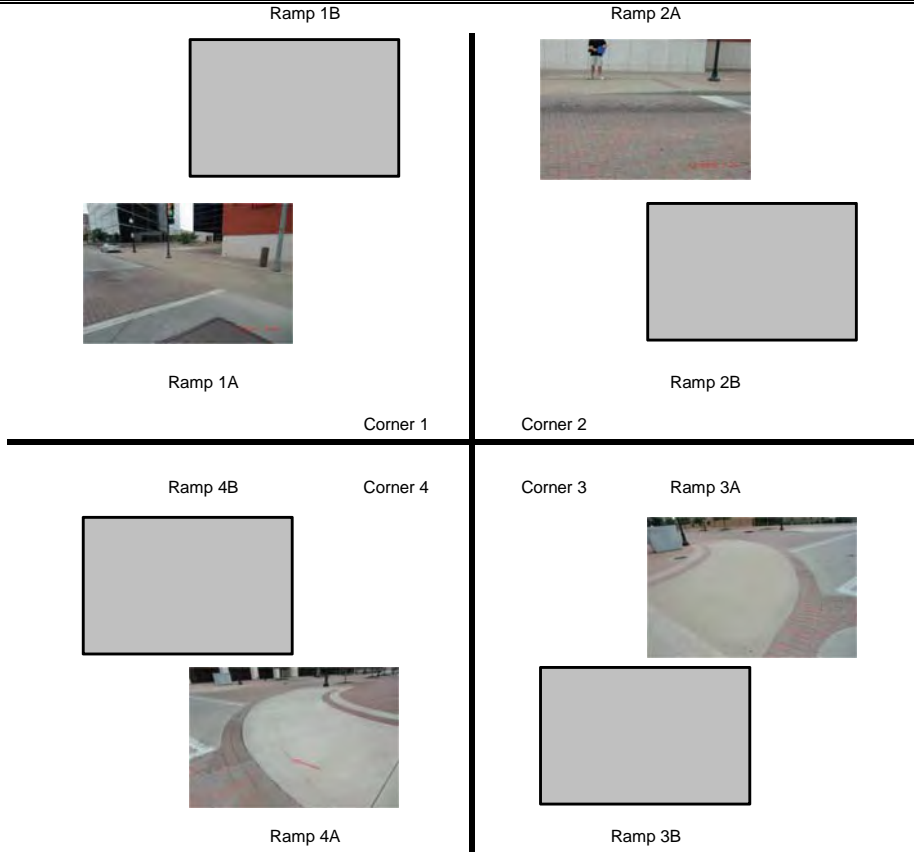 Ramp 1B
Ramp 2A
Ramp 1A
Ramp 2B
Corner 1
Corner 2
Ramp 4B
Corner 4
Corner 3
Ramp 3A
Ramp 4A
Ramp 3B